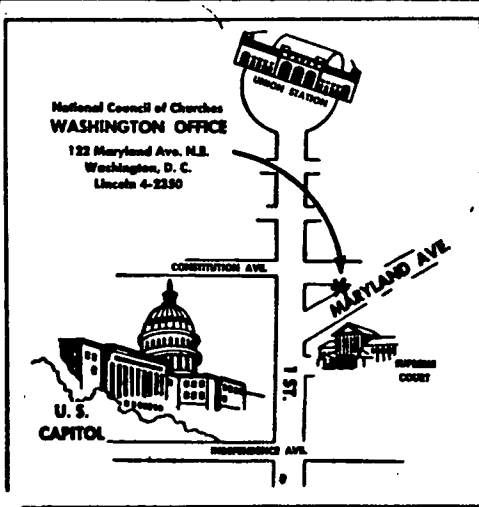 UNION STATION
National Council of Churches
WASHINGTON OFFICE
122 Maryland Ave. N.E.
Washington, D. C.
Lincoln 4-2350
CONSTITUTION AVE.
MARYLAND AVE.
SUPREME
COURT
1 ST.
U. S.
CAPITOL
INDEPENDENCE AVE.